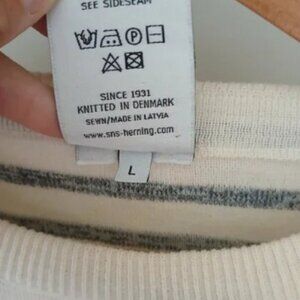 SEE SIDESEAM
P
SINCE 1931
KNITTED IN DENMARK
SEWN/MADE IN LATVIA
www.sns-herning.com
L